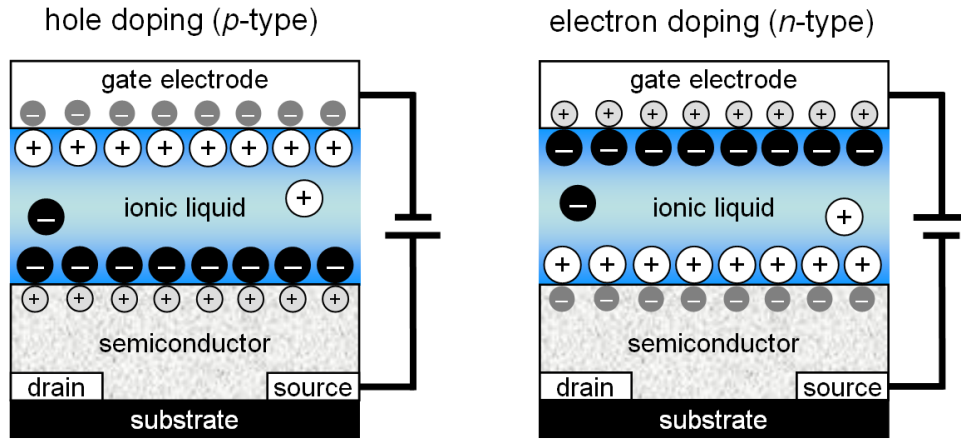 hole doping (p-type)
gate electrode
− − − − − − − −
+ + + + + + + +
+
−
ionic liquid
− − − − − − − −
+ + + + + + + +
semiconductor
drain
source
substrate
electron doping (n-type)
gate electrode
+ + + + + + + +
− − − − − − − −
−
ionic liquid
+
+ + + + + + + +
− − − − − − − −
semiconductor
drain
source
substrate